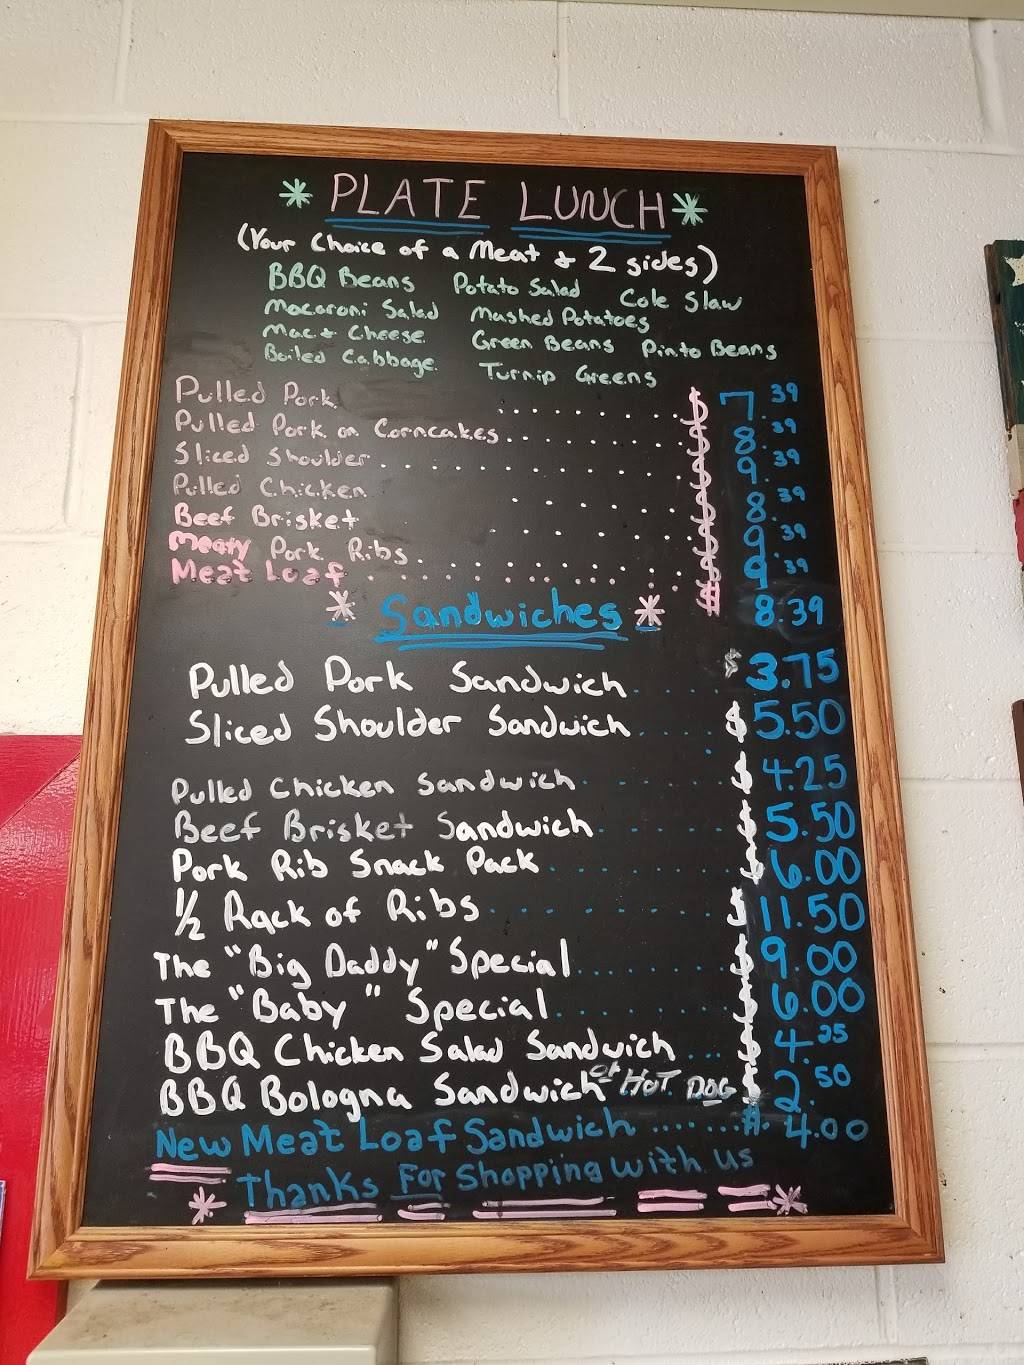 * PLATE LUNCH *
(Your Choice of a Meat & 2 sides)
BBQ Beans Potato Salad Cole Slaw
Macaroni Salad Mashed Potatoes
Mac & Cheese Green Beans Pinto Beans
Boiled Cabbage Turnip Greens
Pulled Pork ........ $ 7.39
Pulled Pork on Corncakes ........ $ 8.39
Sliced Shoulder ........ $ 9.39
Pulled Chicken ........ $ 8.39
Beef Brisket ........ $ 9.39
Meaty Pork Ribs ........ $ 9.39
Meat Loaf ........ $ 8.39
* Sandwiches *
Pulled Pork Sandwich ..... $ 3.75
Sliced Shoulder Sandwich ..... $ 5.50
Pulled Chicken Sandwich ..... $ 4.25
Beef Brisket Sandwich ..... $ 5.50
Pork Rib Snack Pack ..... $ 6.00
1/2 Rack of Ribs ..... $ 11.50
The "Big Daddy" Special ..... $ 9.00
The "Baby" Special ..... $ 6.00
BBQ Chicken Salad Sandwich ... $ 4.25
BBQ Bologna Sandwich or HOT DOG $ 2.50
New Meat Loaf Sandwich ....... $. 4.00
* Thanks For Shopping with us *